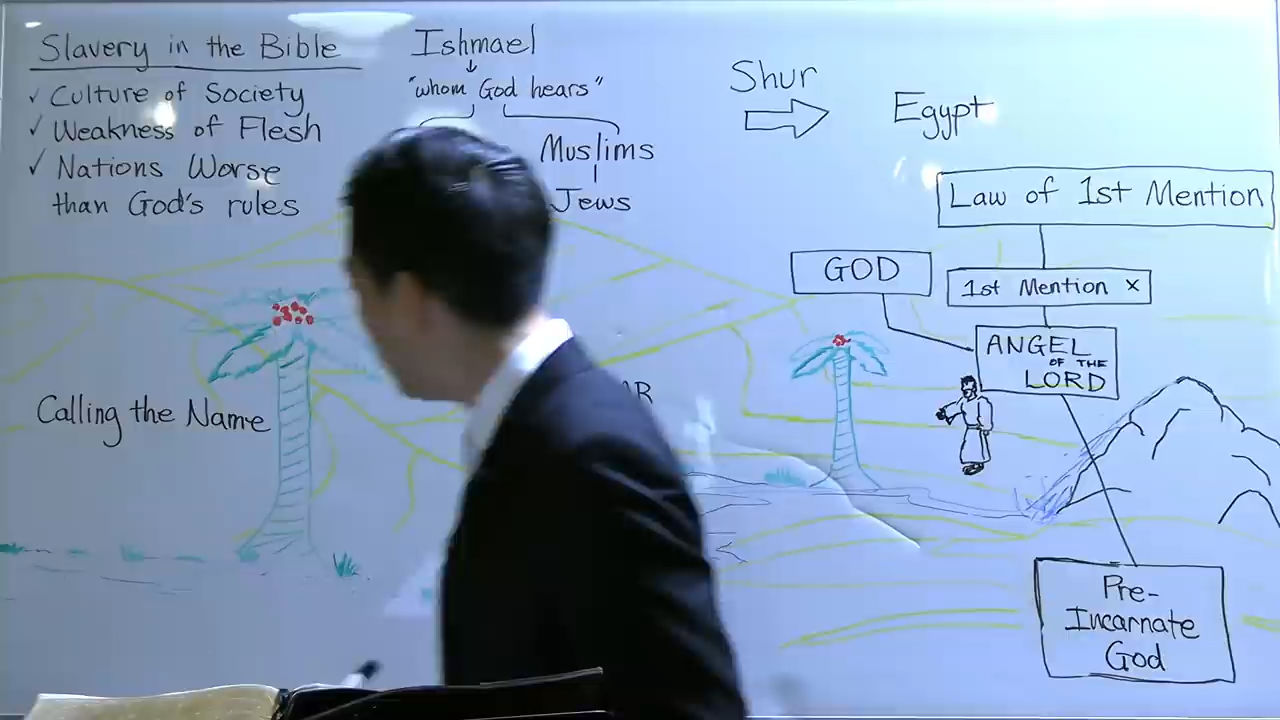 Slavery in the Bible
✓ Culture of Society
✓ Weakness of Flesh
✓ Nations Worse
than God's rules
Ishmael
"whom God hears"
Muslims
Jews
Shur
Egypt
Law of 1st Mention
GOD
1st Mention ×
ANGEL
OF THE
LORD
Calling the Name
Pre-
Incarnate
God